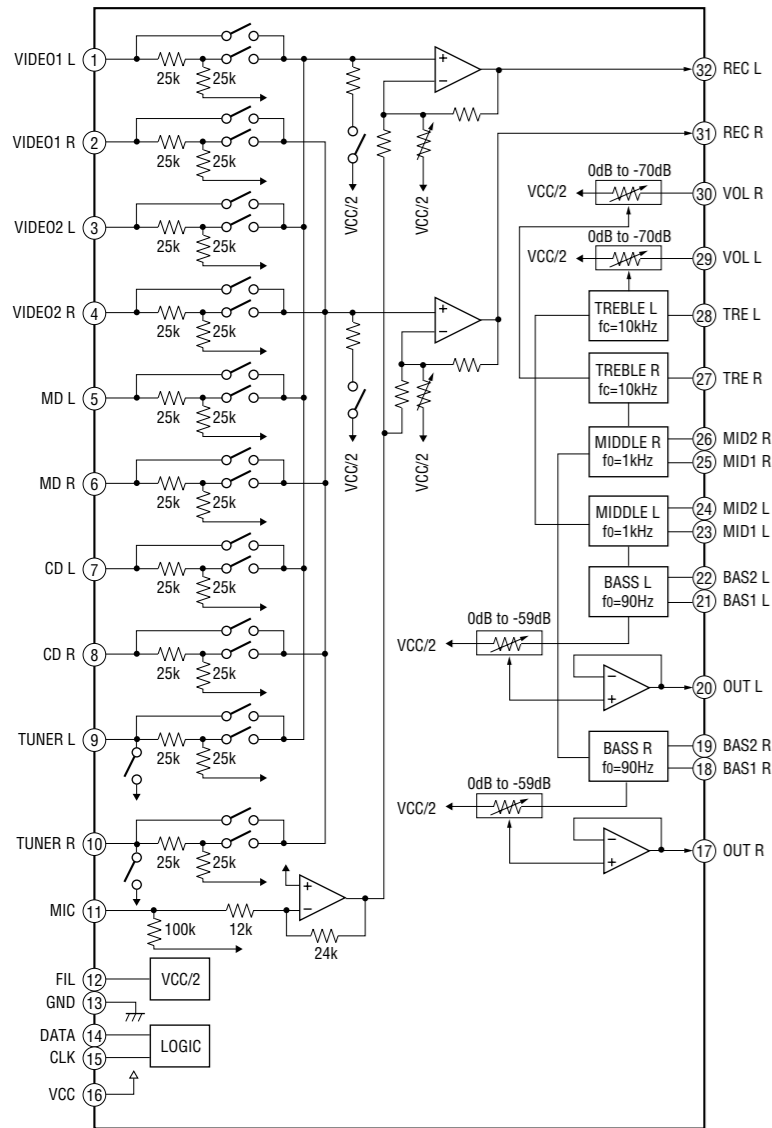 VIDEO1 L 1
25k
25k
VIDEO1 R 2
25k
25k
VIDEO2 L 3
25k
25k
VIDEO2 R 4
25k
25k
MD L 5
25k
25k
MD R 6
25k
25k
CD L 7
25k
25k
CD R 8
25k
25k
TUNER L 9
25k
25k
TUNER R 10
25k
25k
MIC 11
100k
12k
24k
+
−
FIL 12
VCC/2
GND 13
DATA 14
CLK 15
LOGIC
VCC 16
+
−
VCC/2
VCC/2
+
−
VCC/2
VCC/2
32 REC L
31 REC R
0dB to -70dB
VCC/2
30 VOL R
0dB to -70dB
VCC/2
29 VOL L
TREBLE L
fc=10kHz
28 TRE L
TREBLE R
fc=10kHz
27 TRE R
MIDDLE R
f0=1kHz
26 MID2 R
25 MID1 R
MIDDLE L
f0=1kHz
24 MID2 L
23 MID1 L
BASS L
f0=90Hz
22 BAS2 L
21 BAS1 L
0dB to -59dB
VCC/2
−
+
20 OUT L
BASS R
f0=90Hz
19 BAS2 R
18 BAS1 R
0dB to -59dB
VCC/2
−
+
17 OUT R